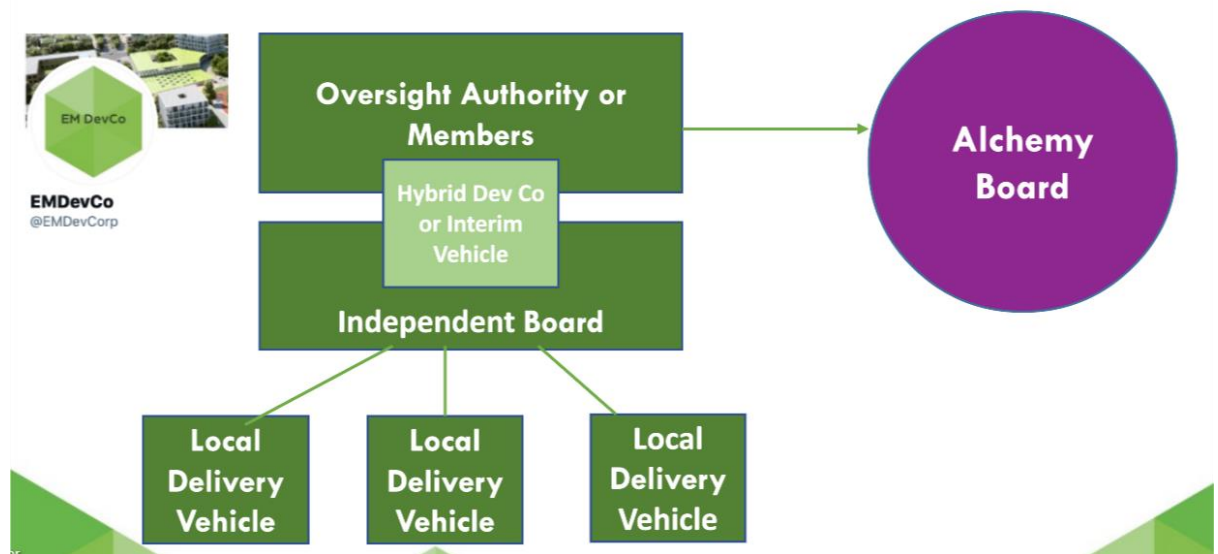 EM DevCo
EMDevCo
@EMDevCorp
Oversight Authority or
Members
Hybrid Dev Co
or Interim
Vehicle
Independent Board
Alchemy
Board
Local
Delivery
Vehicle
Local
Delivery
Vehicle
Local
Delivery
Vehicle